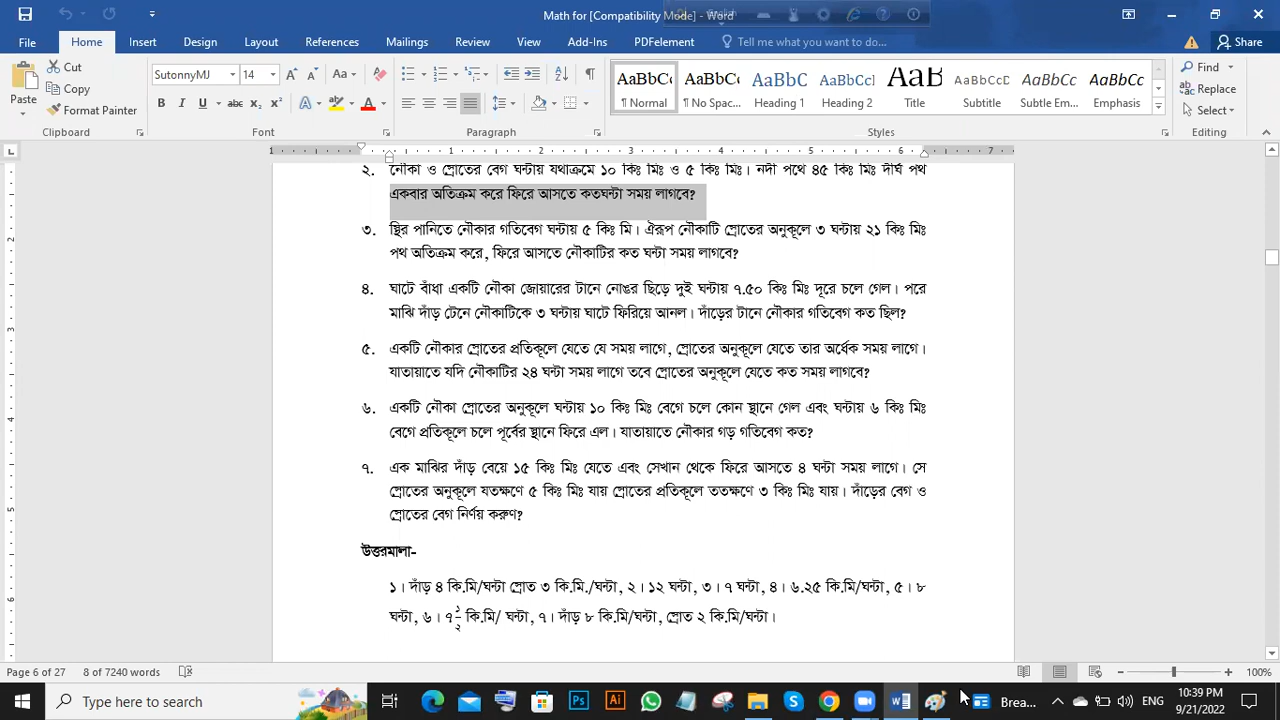 Math for [Compatibility Mode] - Word
File Home Insert Design Layout References Mailings Review View Add-Ins PDFelement Tell me what you want to do... Share
Cut
Copy
Format Painter
Paste
SutonnyMJ 14
Clipboard Font Paragraph Styles Editing
AaBbCc AaBbCc AaBbC AaBbCcl AaB AaBbCcD AaBbCc AaBbCc
¶ Normal ¶ No Spac... Heading Heading 2 Title Subtitle Subtle Em... Emphasis
Find
Replace
Select
১ 1 2 3 4 5 6 7
২. নৌকা ও স্রোতের বেগ ঘন্টায় যথাক্রমে ১০ কিঃ মিঃ ও ৫ কিঃ মিঃ। নদী পথে ৪৫ কিঃ মিঃ দীর্ঘ পথ
একবার অতিক্রম করে ফিরে আসতে কতঘন্টা সময় লাগবে?
৩. স্থির পানিতে নৌকার গতিবেগ ঘন্টায় ৫ কিঃ মি। ঐরূপ নৌকাটি স্রোতের অনুকূলে ৩ ঘন্টায় ২১ কিঃ মিঃ
পথ অতিক্রম করে, ফিরে আসতে নৌকাটির কত ঘন্টা সময় লাগবে?
৪. ঘাটে বাঁধা একটি নৌকা জোয়ারের টানে নোঙর ছিড়ে দুই ঘন্টায় ৭.৫০ কিঃ মিঃ দূরে চলে গেল। পরে
মাঝি দাঁড় টেনে নৌকাটিকে ৩ ঘন্টায় ঘাটে ফিরিয়ে আনল। দাঁড়ের টানে নৌকার গতিবেগ কত ছিল?
৫. একটি নৌকার স্রোতের প্রতিকূলে যেতে যে সময় লাগে, স্রোতের অনুকূলে যেতে তার অর্ধেক সময় লাগে।
যাতায়াতে যদি নৌকাটির ২৪ ঘন্টা সময় লাগে তবে স্রোতের অনুকূলে যেতে কত সময় লাগবে?
৬. একটি নৌকা স্রোতের অনুকূলে ঘন্টায় ১০ কিঃ মিঃ বেগে চলে কোন স্থানে গেল এবং ঘন্টায় ৬ কিঃ মিঃ
বেগে প্রতিকূলে চলে পূর্বের স্থানে ফিরে এল। যাতায়াতে নৌকার গড় গতিবেগ কত?
৭. এক মাঝির দাঁড় বেয়ে ১৫ কিঃ মিঃ যেতে এবং সেখান থেকে ফিরে আসতে ৪ ঘন্টা সময় লাগে। সে
স্রোতের অনুকূলে যতক্ষণে ৫ কিঃ মিঃ যায় স্রোতের প্রতিকূলে ততক্ষণে ৩ কিঃ মিঃ যায়। দাঁড়ের বেগ ও
স্রোতের বেগ নির্ণয় করুণ?
উত্তরমালা-
১। দাঁড় ৪ কি.মি/ঘন্টা স্রোত ৩ কি.মি./ঘন্টা, ২। ১২ ঘন্টা, ৩। ৭ ঘন্টা, ৪। ৬.২৫ কি.মি/ঘন্টা, ৫। ৮
ঘন্টা, ৬। ৭১/২ কি.মি/ ঘন্টা, ৭। দাঁড় ৮ কি.মি/ঘন্টা, স্রোত ২ কি.মি/ঘন্টা।
Page 6 of 27 8 of 7240 words 100%
Type here to search Brea... ENG 10:39 PM
9/21/2022